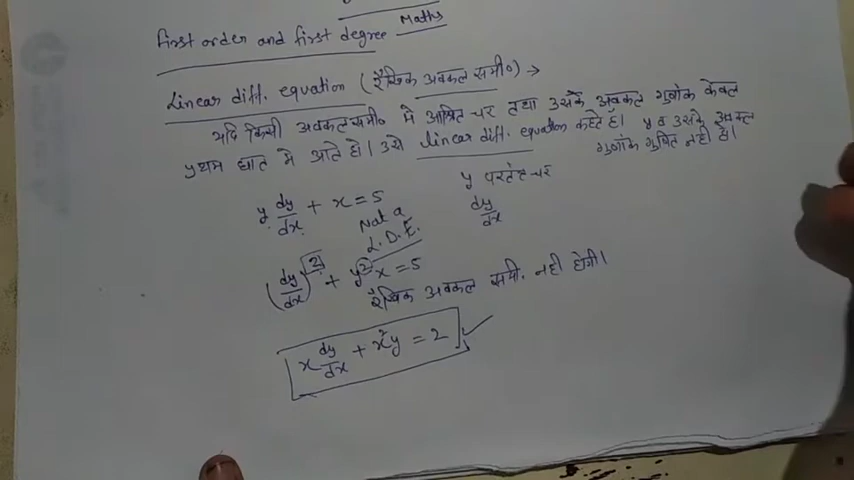 Maths
First order and first degree
Linear diff. equation (रैखिक अवकल समी०) →
यदि किसी अवकल समी० मे आश्रित चर तथा उसके अवकल गुणांक केवल
प्रथम घात मे आते हो। उसे linear diff. equation कहते हैं। y व उसके अवकल
गुणांक गुणित नही हो।
y dy/dx + x = 5
y परतंत्र चर
dy/dx
Not a
L.D.E.
(dy/dx)² + y²x = 5
रैखिक अवकल समी. नही होगी।
x dy/dx + x²y = 2 ✓